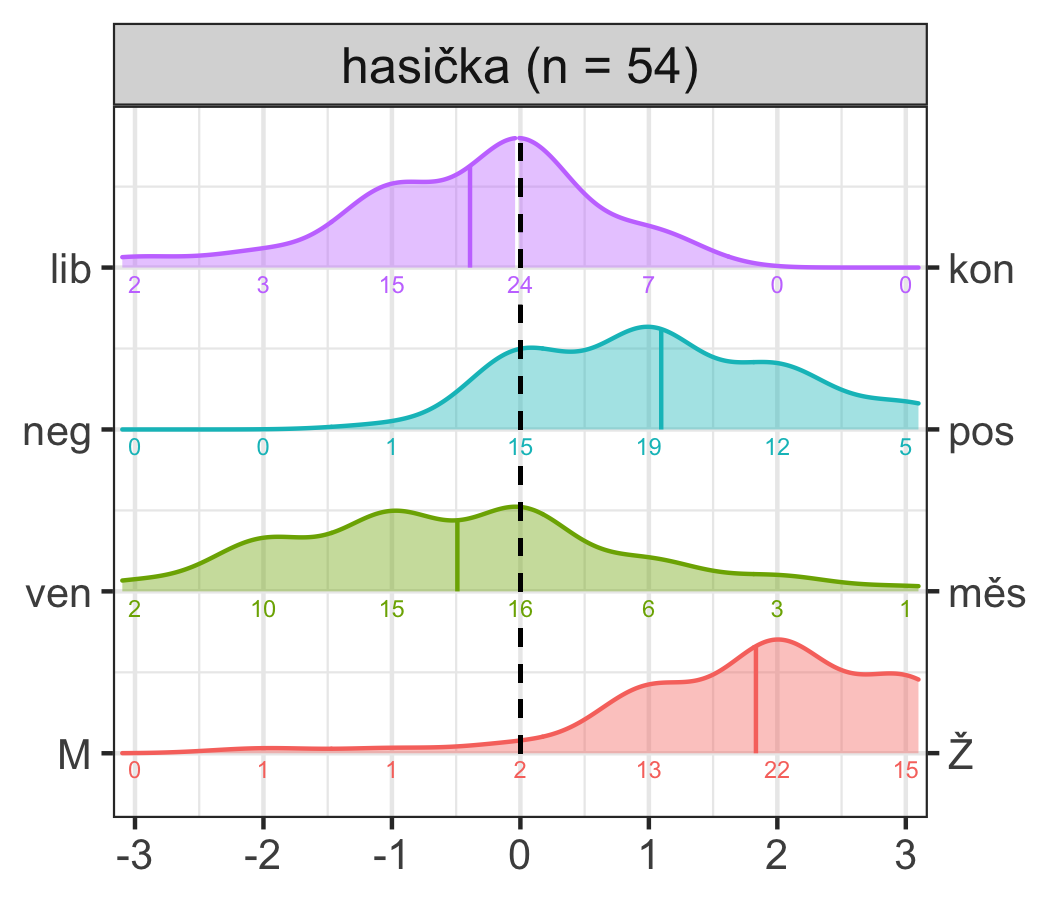 hasička (n = 54)
lib kon
2 3 15 24 7 0 0
neg pos
0 0 1 15 19 12 5
ven měs
2 10 15 16 6 3 1
M Ž
0 1 1 2 13 22 15
-3 -2 -1 0 1 2 3